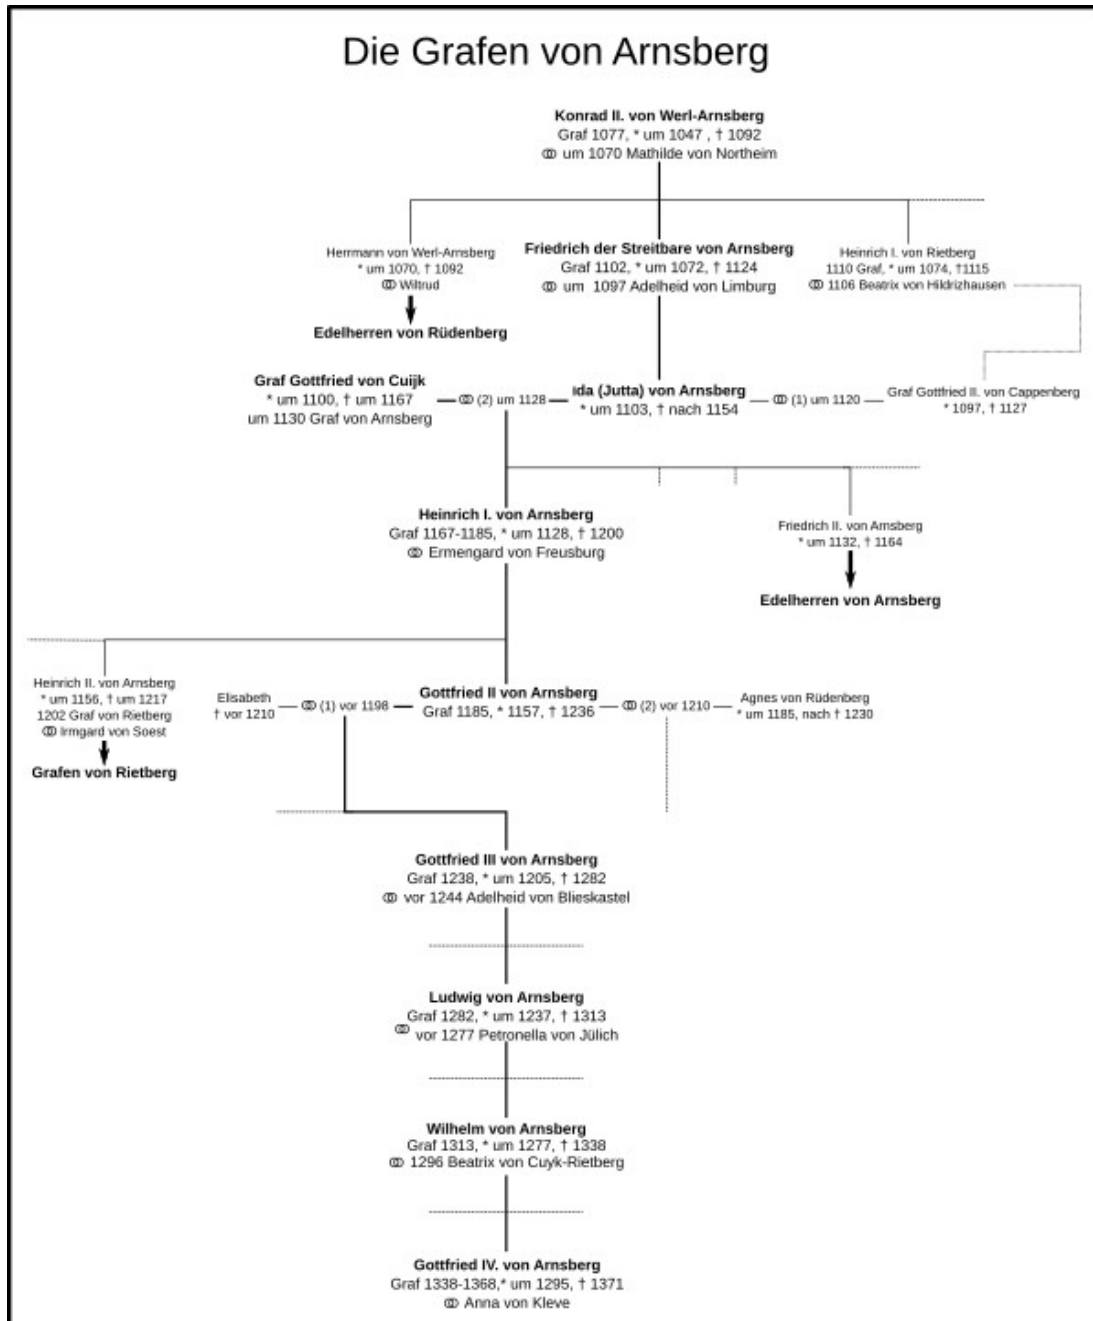 Die Grafen von Arnsberg
Konrad II. von Werl-Arnsberg
Graf 1077, * um 1047 , † 1092
⚭ um 1070 Mathilde von Northeim
Herrmann von Werl-Arnsberg
* um 1070, † 1092
⚭ Wiltrud
Edelherren von Rüdenberg
Friedrich der Streitbare von Arnsberg
Graf 1102, * um 1072, † 1124
⚭ um 1097 Adelheid von Limburg
Heinrich I. von Rietberg
1110 Graf, * um 1074, †1115
⚭ 1106 Beatrix von Hildrizhausen
Graf Gottfried von Cuijk
* um 1100, † um 1167
um 1130 Graf von Arnsberg
⚭ (2) um 1128
Ida (Jutta) von Arnsberg
* um 1103, † nach 1154
⚭ (1) um 1120
Graf Gottfried II. von Cappenberg
* 1097, † 1127
Heinrich I. von Arnsberg
Graf 1167-1185, * um 1128, † 1200
⚭ Ermengard von Freusburg
Friedrich II. von Arnsberg
* um 1132, † 1164
Edelherren von Arnsberg
Heinrich II. von Arnsberg
* um 1156, † um 1217
1202 Graf von Rietberg
⚭ Irmgard von Soest
Grafen von Rietberg
Elisabeth
† vor 1210
⚭ (1) vor 1198
Gottfried II von Arnsberg
Graf 1185, * 1157, † 1236
⚭ (2) vor 1210
Agnes von Rüdenberg
* um 1185, nach † 1230
Gottfried III von Arnsberg
Graf 1238, * um 1205, † 1282
⚭ vor 1244 Adelheid von Blieskastel
Ludwig von Arnsberg
Graf 1282, * um 1237, † 1313
⚭ vor 1277 Petronella von Jülich
Wilhelm von Arnsberg
Graf 1313, * um 1277, † 1338
⚭ 1296 Beatrix von Cuyk-Rietberg
Gottfried IV. von Arnsberg
Graf 1338-1368,* um 1295, † 1371
⚭ Anna von Kleve